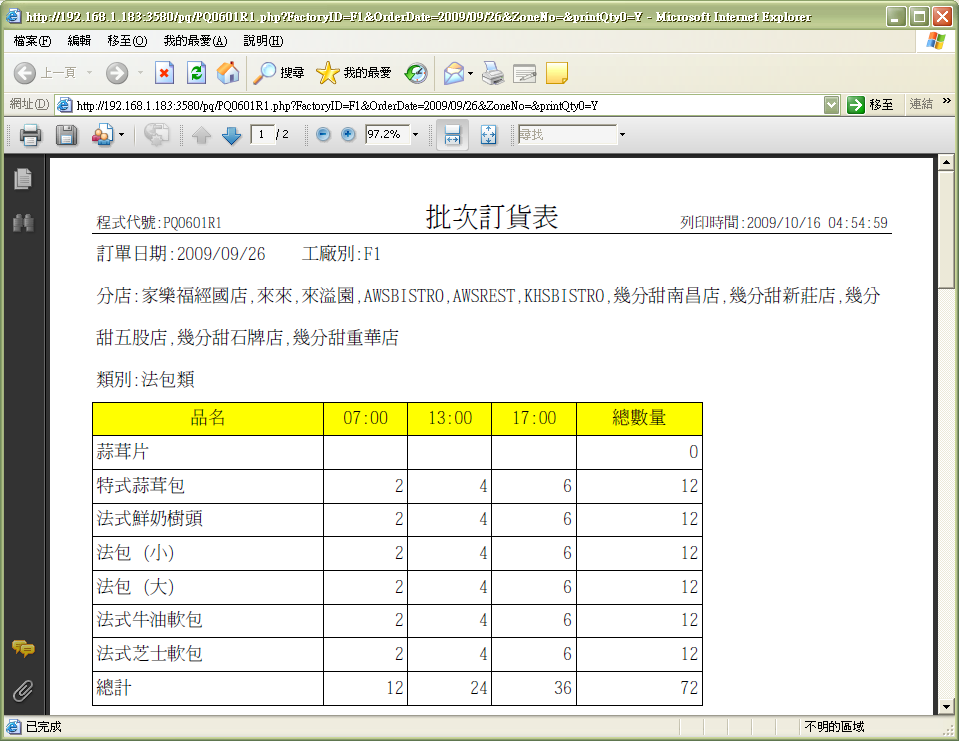 http://192.168.1.183:3580/pq/PQ0601R1.php?FactoryID=F1&OrderDate=2009/09/26&ZoneNo=&printQty0=Y - Microsoft Internet Explorer
檔案(F) 編輯 移至(O) 我的最愛(A) 說明(H)
上一頁 搜尋 我的最愛
網址(D) http://192.168.1.183:3580/pq/PQ0601R1.php?FactoryID=F1&OrderDate=2009/09/26&ZoneNo=&printQty0=Y 移至 連結 »
1 / 2 97.2% 尋找
程式代號:PQ0601R1 批次訂貨表 列印時間:2009/10/16 04:54:59
訂單日期:2009/09/26 工廠別:F1
分店:家樂福經國店,來來,來溢園,AWSBISTRO,AWSREST,KHSBISTRO,幾分甜南昌店,幾分甜新莊店,幾分
甜五股店,幾分甜石牌店,幾分甜重華店
類別:法包類
品名 07:00 13:00 17:00 總數量
蒜茸片 0
特式蒜茸包 2 4 6 12
法式鮮奶樹頭 2 4 6 12
法包 (小) 2 4 6 12
法包 (大) 2 4 6 12
法式牛油軟包 2 4 6 12
法式芝士軟包 2 4 6 12
總計 12 24 36 72
已完成 不明的區域